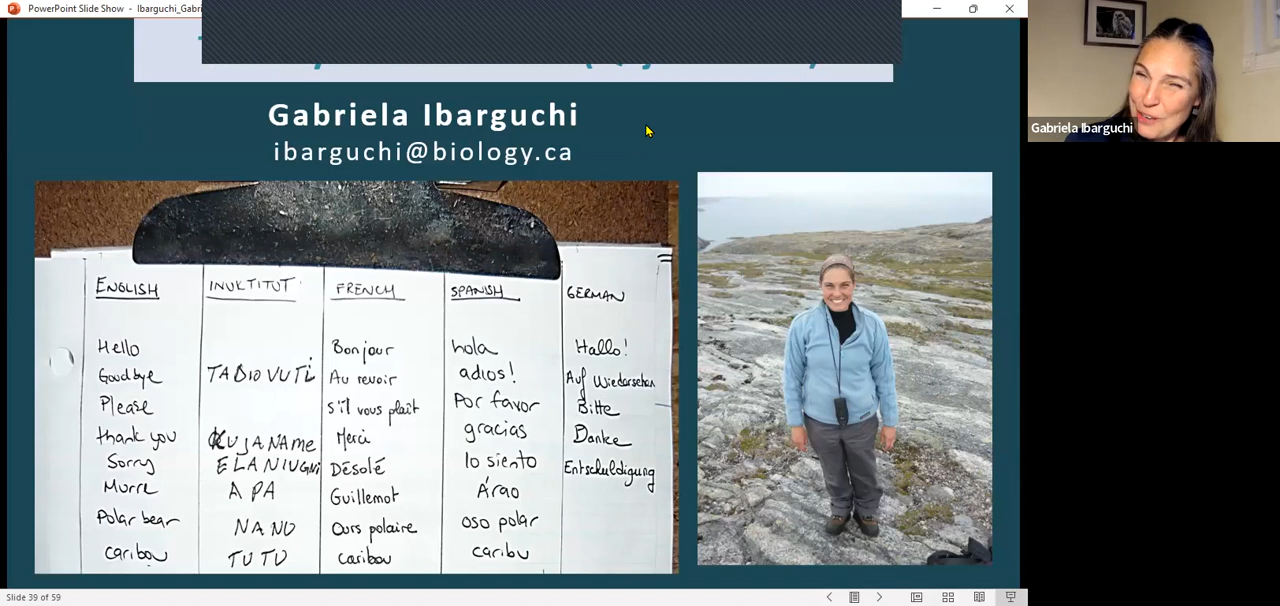 PowerPoint Slide Show - Ibarguchi_Gabri
Gabriela Ibarguchi
Gabriela Ibarguchi
ibarguchi@biology.ca
ENGLISH INUKTITUT FRENCH SPANISH GERMAN
Hello Bonjour hola Hallo!
Goodbye TABIOVUTI Au revoir adios! Auf Wiedersehen
Please s'il vous plaît Por favor Bitte
thank you KUJANAME Merci gracias Danke
Sorry ELANIUGNI Désolé lo siento Entschuldigung
Murre APA Guillemot Árao
Polar bear NANU Ours polaire oso polar
caribou TUTU caribou caribu
Slide 39 of 59